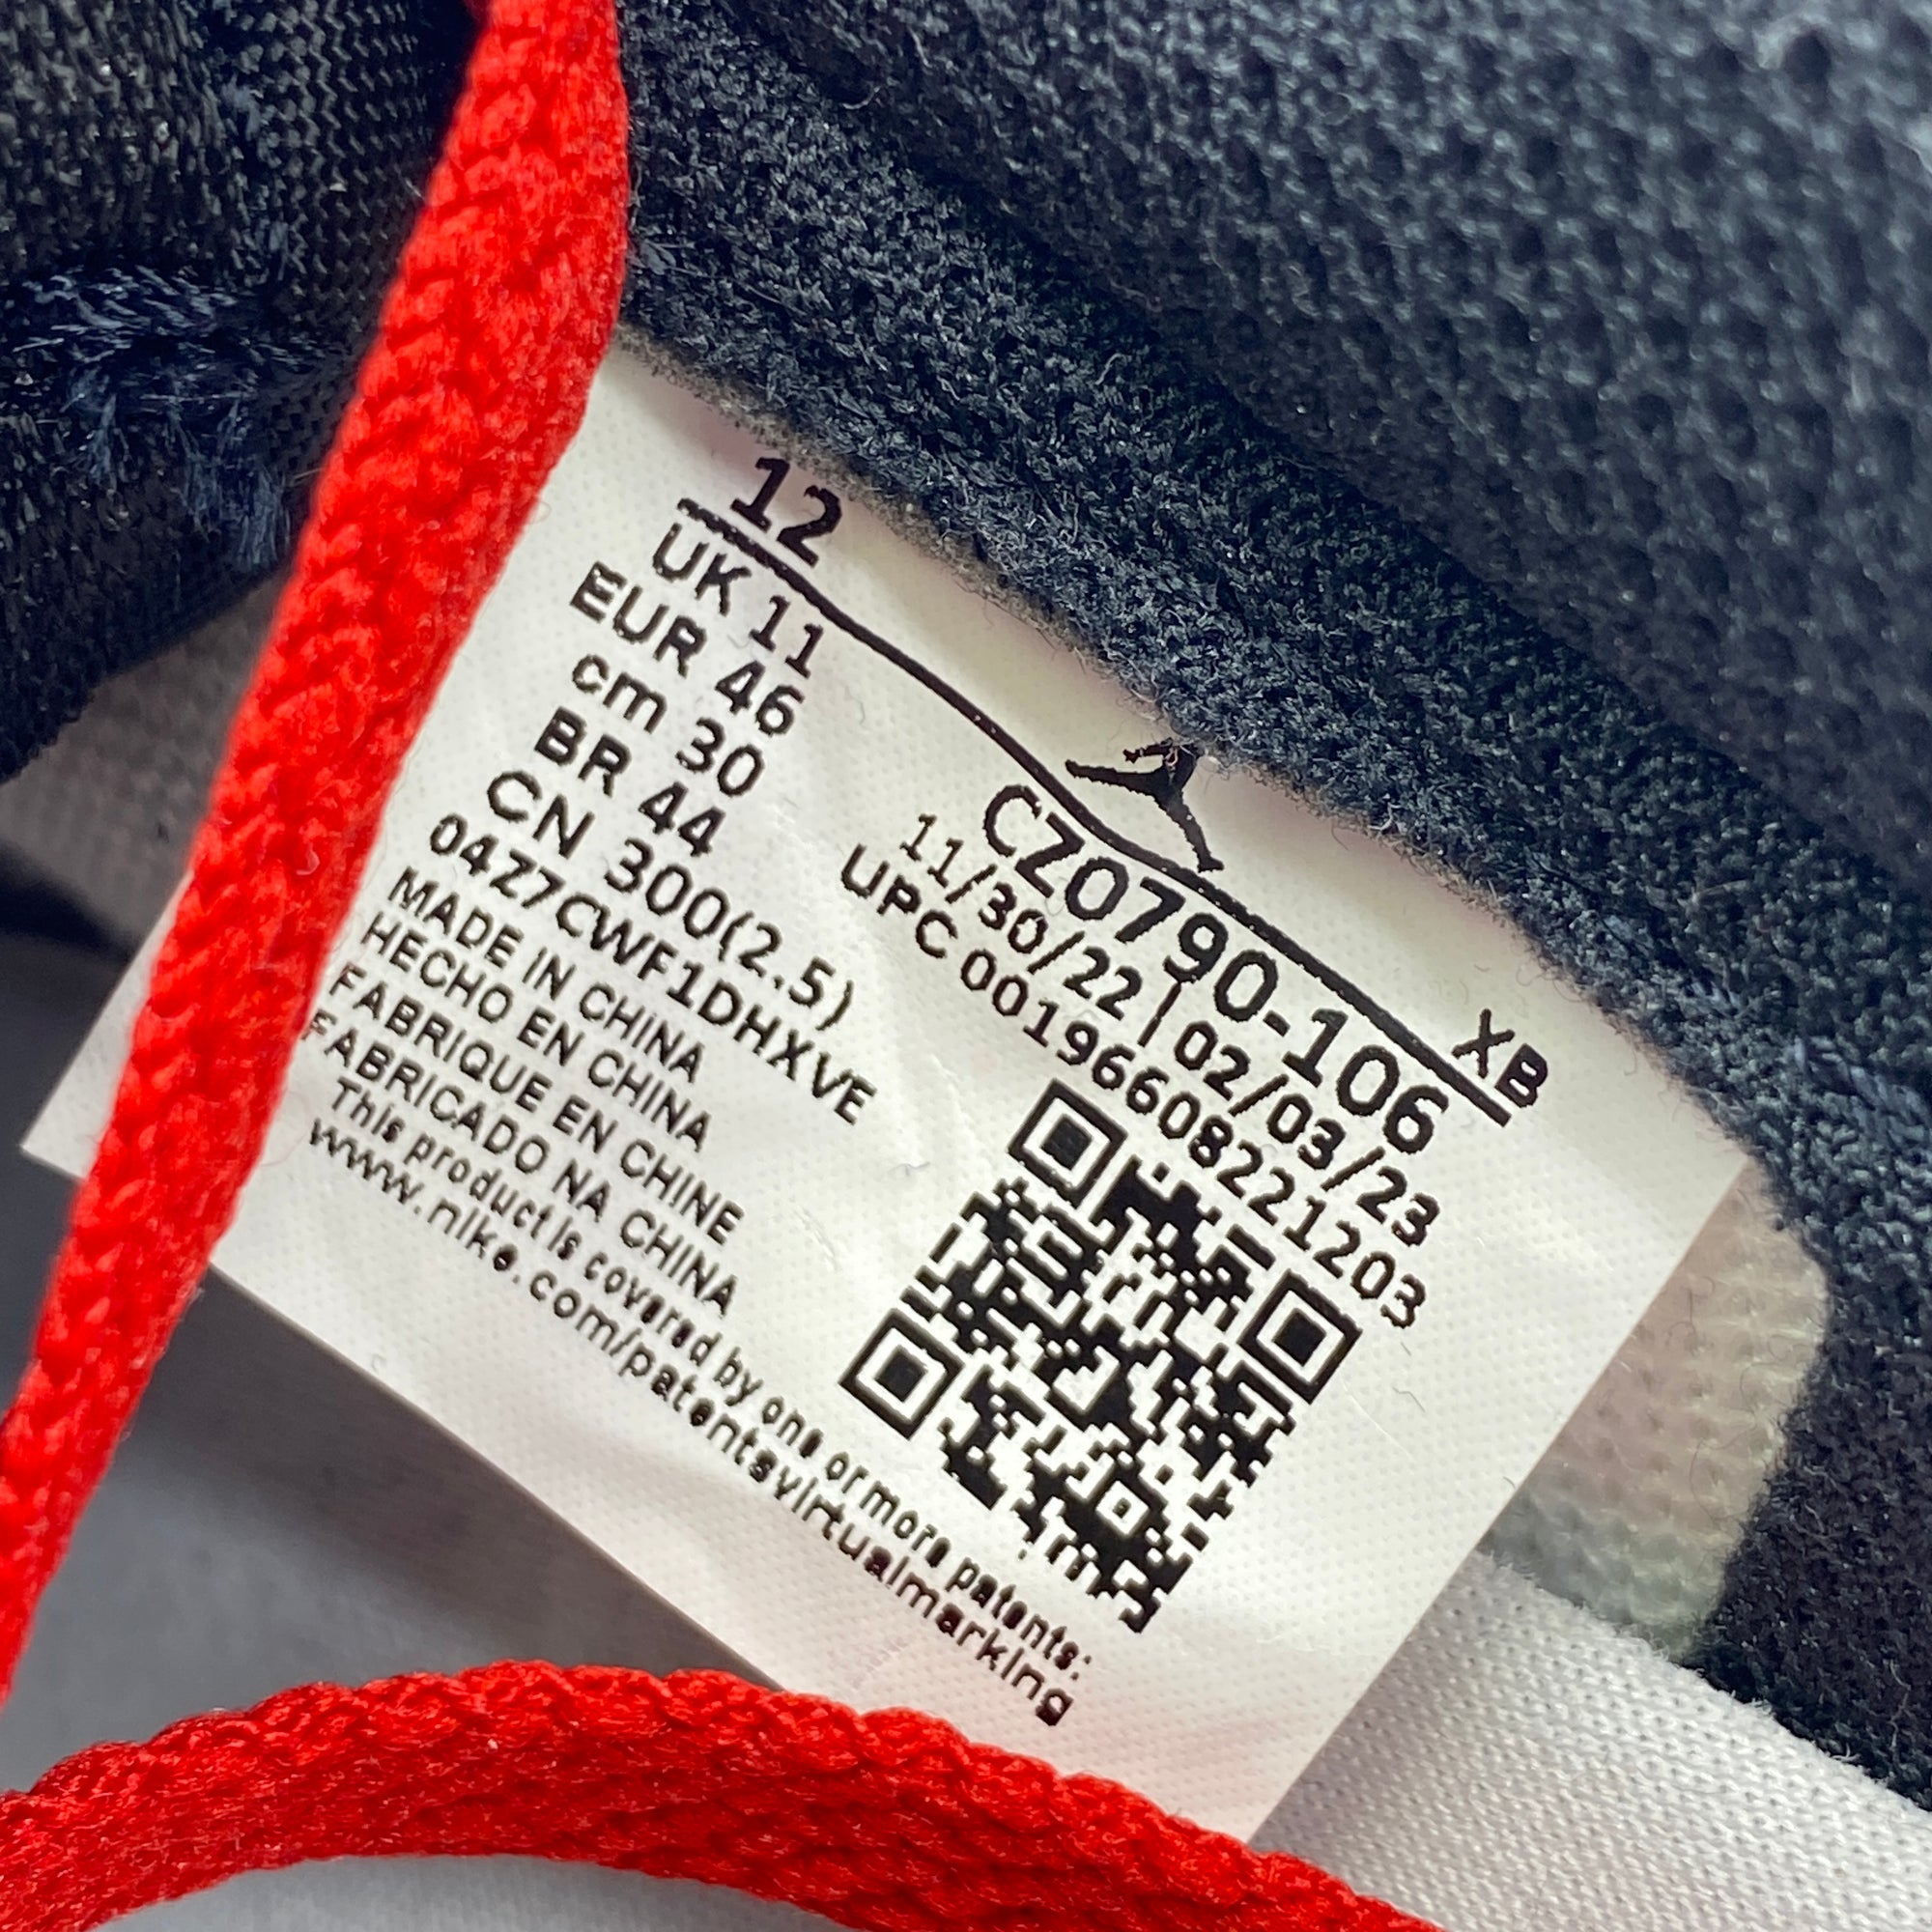 12
UK 11
EUR 46
cm 30
BR 44
CN 300(2.5)
04Z7CWF1DHXVE
MADE IN CHINA
HECHO EN CHINA
FABRIQUE EN CHINE
FABRICADO NA CHINA
This product is covered by one or more patents:
www.nike.com/patentsvirtualmarking
XB
CZ0790-106
11/30/22 | 02/03/23
UPC 00196608221203